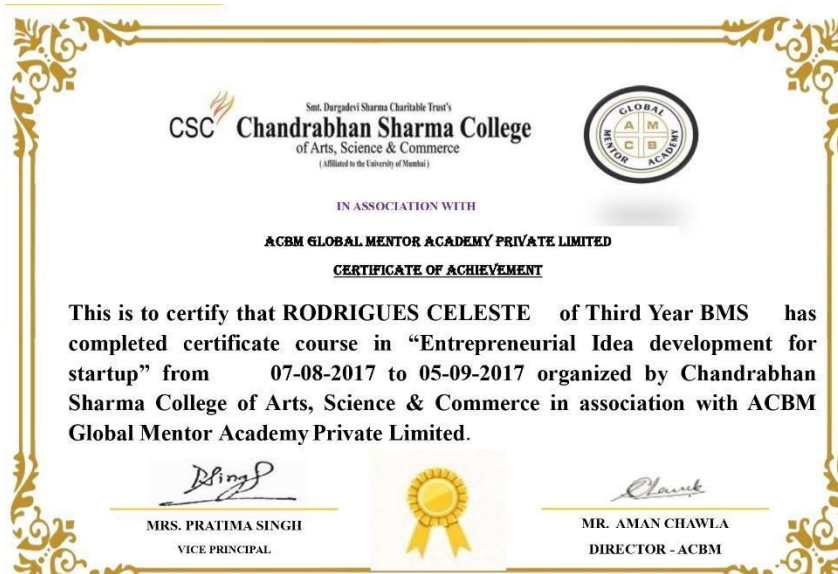 Smt. Durgadevi Sharma Charitable Trust's
CSC Chandrabhan Sharma College
of Arts, Science & Commerce
( Affiliated to the University of Mumbai )
GLOBAL
A M
C B
MENTOR ACADEMY
IN ASSOCIATION WITH
ACBM GLOBAL MENTOR ACADEMY PRIVATE LIMITED
CERTIFICATE OF ACHIEVEMENT
This is to certify that RODRIGUES CELESTE of Third Year BMS has
completed certificate course in “Entrepreneurial Idea development for
startup” from 07-08-2017 to 05-09-2017 organized by Chandrabhan
Sharma College of Arts, Science & Commerce in association with ACBM
Global Mentor Academy Private Limited.
MRS. PRATIMA SINGH
VICE PRINCIPAL
MR. AMAN CHAWLA
DIRECTOR - ACBM